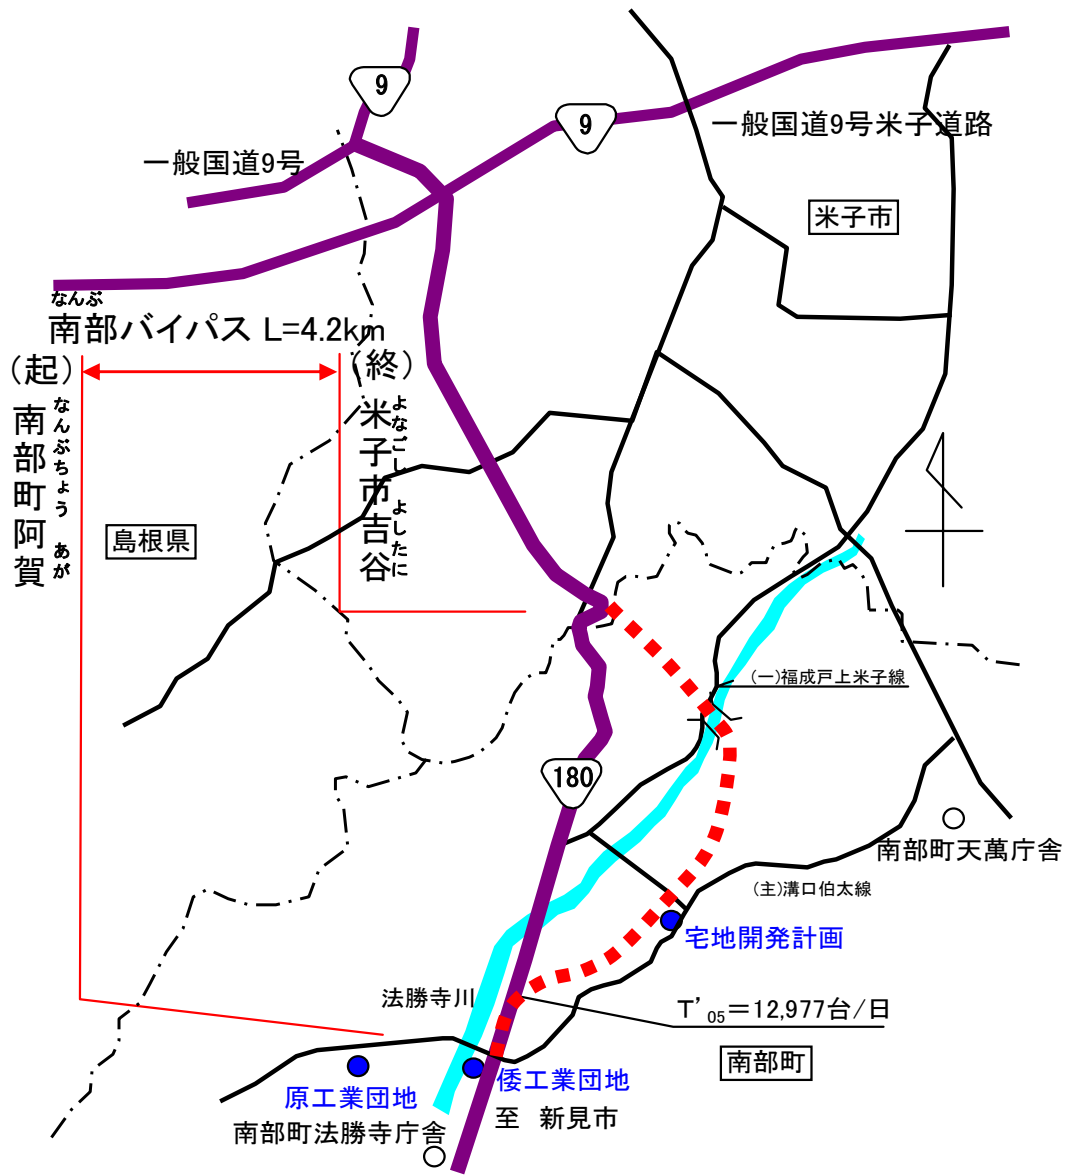 9
9
一般国道9号米子道路
一般国道9号
米子市
なんぶ
南部バイパス L=4.2km
(起)
(終)
南部町阿賀
なんぶちょう あが
米子市吉谷
よなごし よしたに
島根県
(一)福成戸上米子線
180
南部町天萬庁舎
(主)溝口伯太線
宅地開発計画
法勝寺川
T'05=12,977台/日
南部町
倭工業団地
原工業団地
至 新見市
南部町法勝寺庁舎